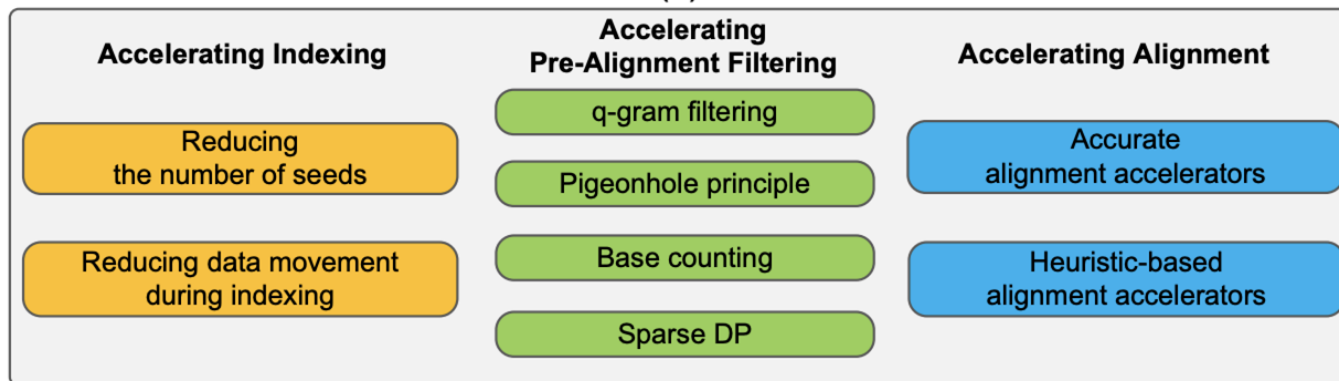 Accelerating Indexing
Reducing
the number of seeds
Reducing data movement
during indexing
Accelerating
Pre-Alignment Filtering
q-gram filtering
Pigeonhole principle
Base counting
Sparse DP
Accelerating Alignment
Accurate
alignment accelerators
Heuristic-based
alignment accelerators